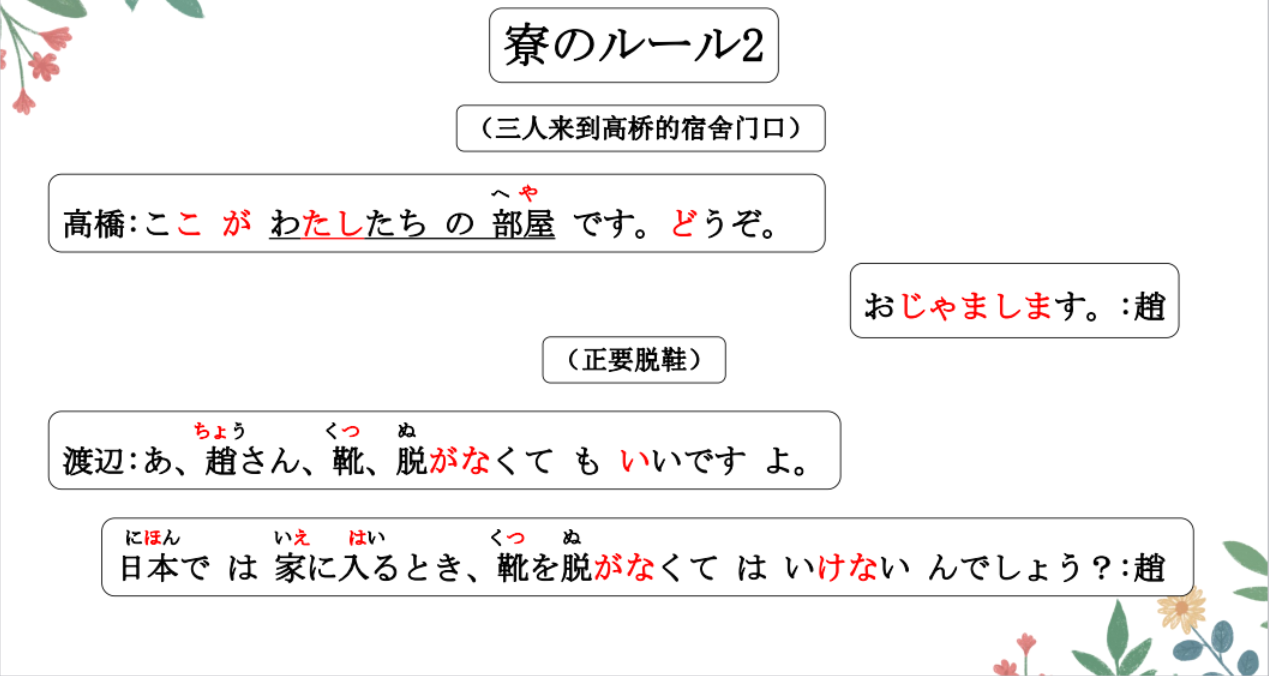 寮のルール2
（三人来到高桥的宿舍门口）
へ や
高橋：ここ が わたしたち の 部屋 です。どうぞ。
おじゃまします。：趙
（正要脱鞋）
ちょう くつ ぬ
渡辺：あ、趙さん、靴、脱がなくて も いいです よ。
にほん いえ はい くつ ぬ
日本で は 家に入るとき、靴を脱がなくて は いけない んでしょう？：趙